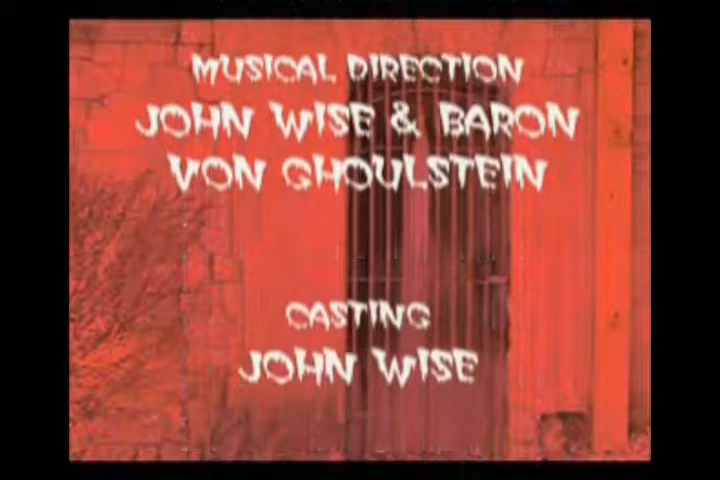 MUSICAL DIRECTION
JOHN WISE & BARON
VON GHOULSTEIN
CASTING
JOHN WISE